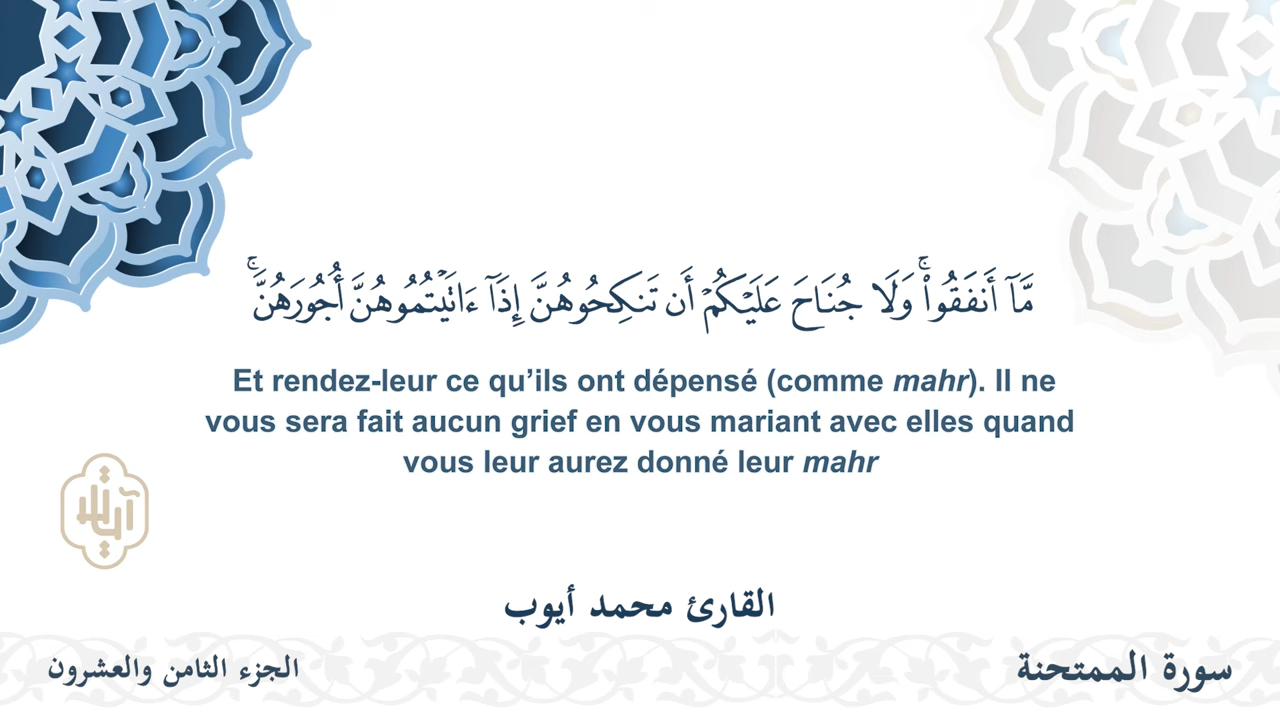 مَّآ أَنفَقُوا۟ ۚ وَلَا جُنَاحَ عَلَيْكُمْ أَن تَنكِحُوهُنَّ إِذَآ ءَاتَيْتُمُوهُنَّ أُجُورَهُنَّ ۚ
Et rendez-leur ce qu’ils ont dépensé (comme mahr). Il ne
vous sera fait aucun grief en vous mariant avec elles quand
vous leur aurez donné leur mahr
آيات
القارئ محمد أيوب
سورة الممتحنة
الجزء الثامن والعشرون